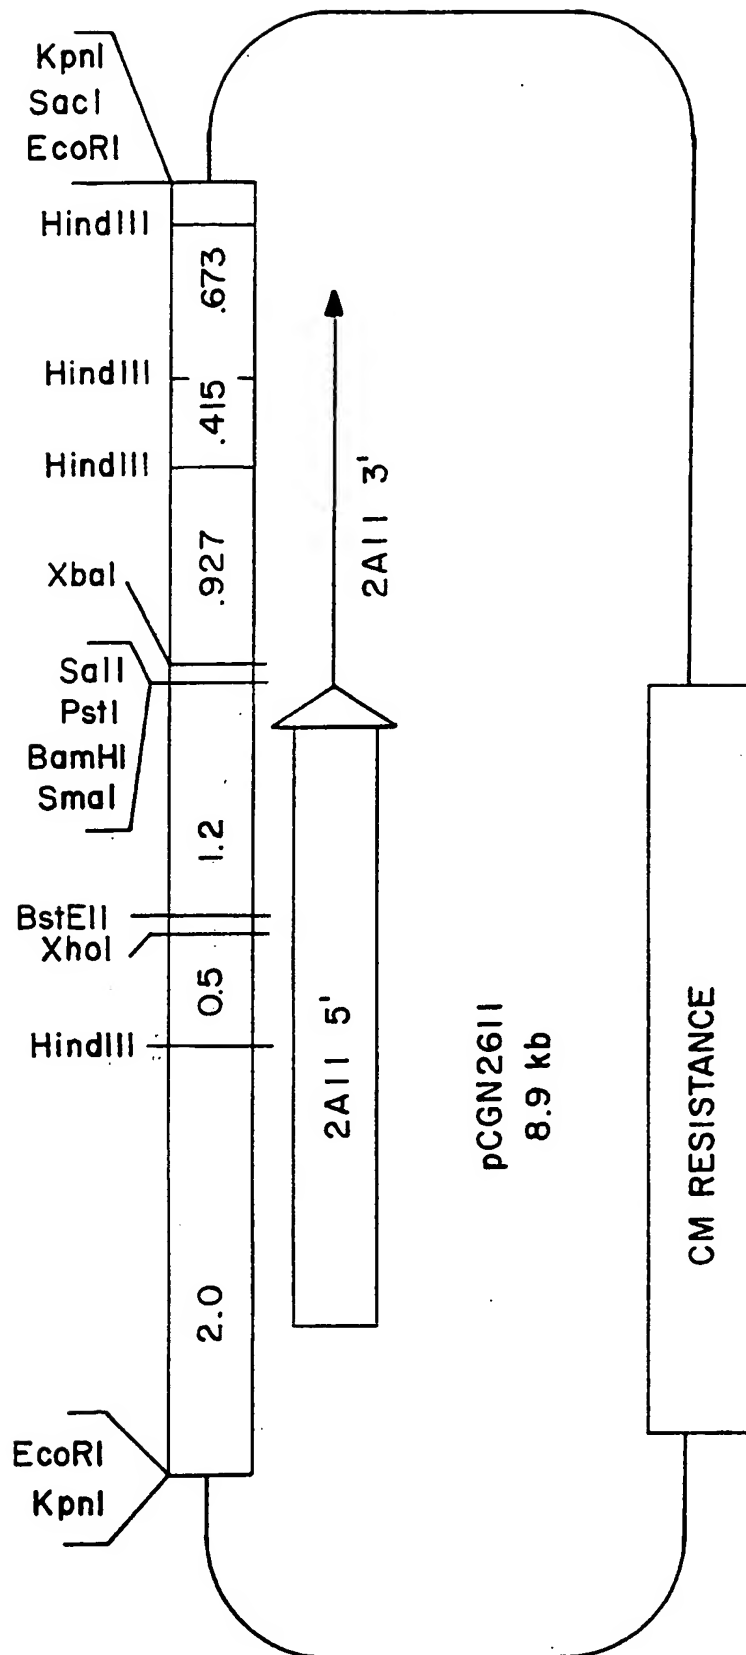 KpnI
SacI
EcoRI
HindIII
.673
HindIII
.415
HindIII
2A11 3'
.927
XbaI
SalI
PstI
BamHI
SmaI
1.2
BstEII
XhoI
0.5
HindIII
2A11 5'
pCGN2611
8.9 kb
CM RESISTANCE
2.0
EcoRI
KpnI